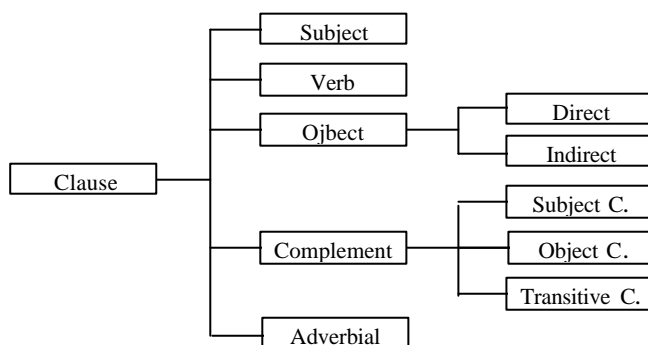 Subject
Verb
Ojbect
Direct
Indirect
Clause
Subject C.
Complement
Object C.
Transitive C.
Adverbial